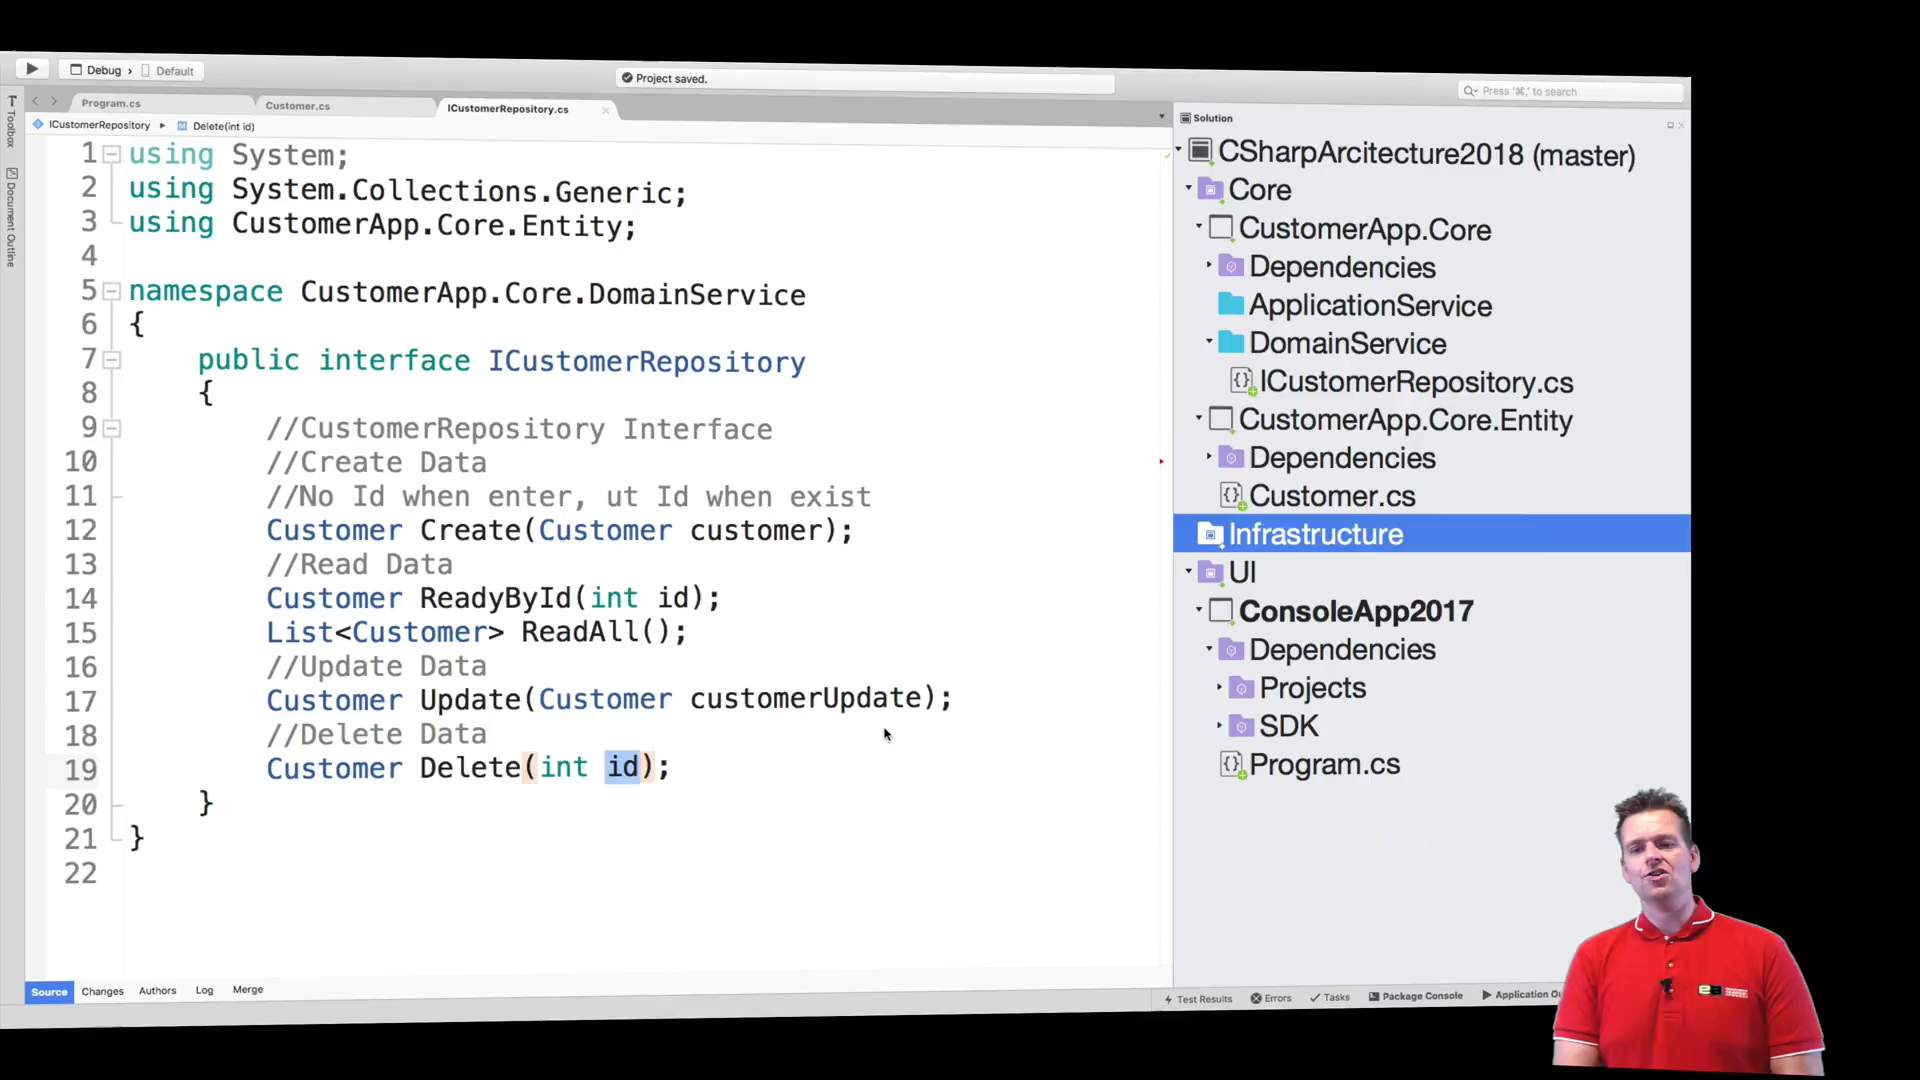 Debug › Default
Project saved.
Press '⌘,' to search
Toolbox
Document Outline
Program.cs
Customer.cs
ICustomerRepository.cs
ICustomerRepository ▸ Delete(int id)
1 using System;
2 using System.Collections.Generic;
3 using CustomerApp.Core.Entity;
4
5 namespace CustomerApp.Core.DomainService
6 {
7 public interface ICustomerRepository
8 {
9 //CustomerRepository Interface
10 //Create Data
11 //No Id when enter, ut Id when exist
12 Customer Create(Customer customer);
13 //Read Data
14 Customer ReadyById(int id);
15 List<Customer> ReadAll();
16 //Update Data
17 Customer Update(Customer customerUpdate);
18 //Delete Data
19 Customer Delete(int id);
20 }
21 }
22
Solution
CSharpArcitecture2018 (master)
Core
CustomerApp.Core
Dependencies
ApplicationService
DomainService
ICustomerRepository.cs
CustomerApp.Core.Entity
Dependencies
Customer.cs
Infrastructure
UI
ConsoleApp2017
Dependencies
Projects
SDK
Program.cs
Source Changes Authors Log Merge
Test Results Errors Tasks Package Console Application Ou